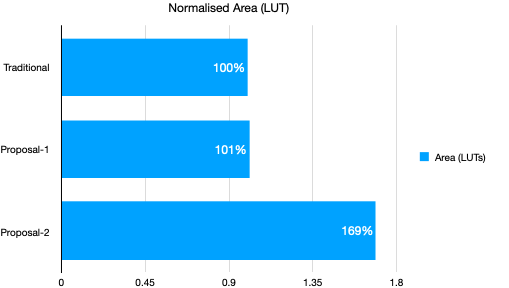 Normalised Area (LUT)
Traditional
100%
Proposal-1
101%
Area (LUTs)
Proposal-2
169%
0 0.45 0.9 1.35 1.8